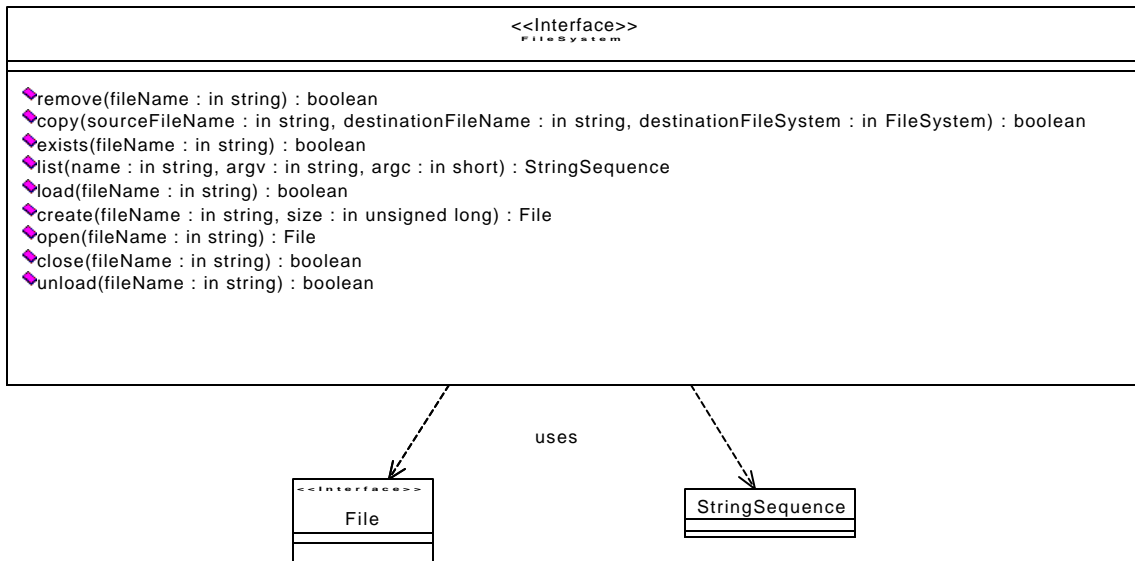 <<Interface>>
FileSystem
remove(fileName : in string) : boolean
copy(sourceFileName : in string, destinationFileName : in string, destinationFileSystem : in FileSystem) : boolean
exists(fileName : in string) : boolean
list(name : in string, argv : in string, argc : in short) : StringSequence
load(fileName : in string) : boolean
create(fileName : in string, size : in unsigned long) : File
open(fileName : in string) : File
close(fileName : in string) : boolean
unload(fileName : in string) : boolean
uses
<<Interface>>
File
StringSequence